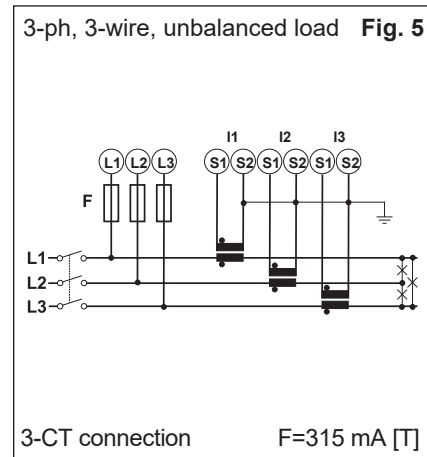 3-ph, 3-wire, unbalanced load Fig. 5
I1 I2 I3
L1 L2 L3 S1 S2 S1 S2 S1 S2
F
L1
L2
L3
3-CT connection F=315 mA [T]